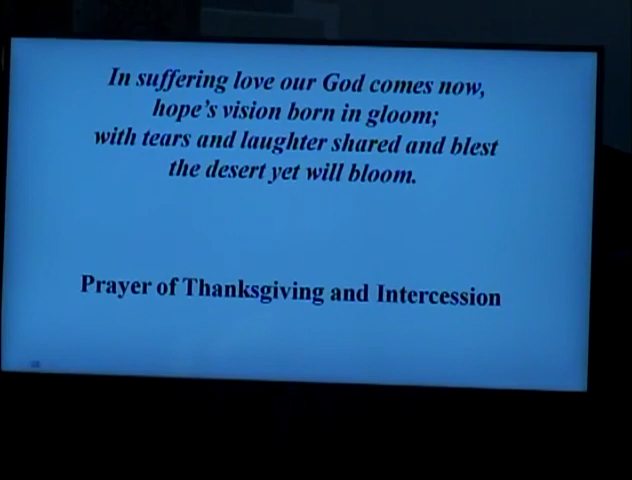 In suffering love our God comes now,
hope's vision born in gloom;
with tears and laughter shared and blest
the desert yet will bloom.
Prayer of Thanksgiving and Intercession